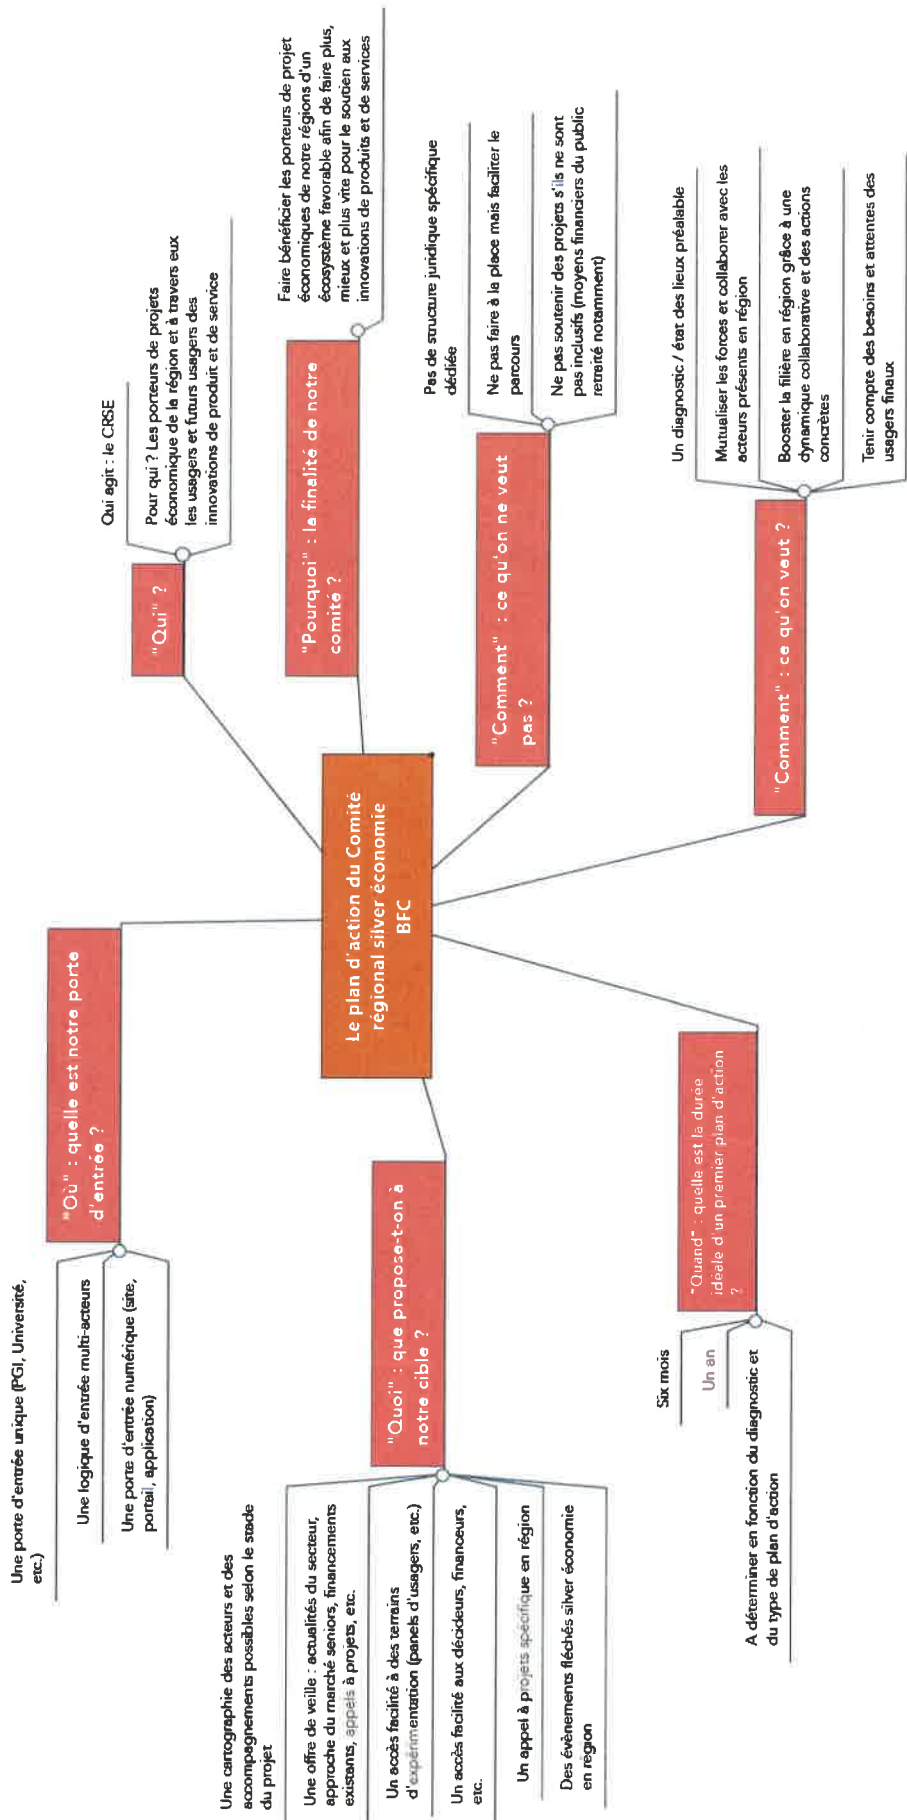 Le plan d'action du Comité
régional silver économie
BFC
"Qui" ?
Qui agit : le CRSE
Pour qui ? Les porteurs de projets
économique de la région et à travers eux
les usagers et futurs usagers des
innovations de produit et de service
"Pourquoi" : la finalité de notre
comité ?
Faire bénéficier les porteurs de projet
économiques de notre régions d'un
écosystème favorable afin de faire plus,
mieux et plus vite pour le soutien aux
innovations de produits et de services
"Comment" : ce qu'on ne veut
pas ?
Pas de structure juridique spécifique
dédiée
Ne pas faire à la place mais faciliter le
parcours
Ne pas soutenir des projets s'ils ne sont
pas inclusifs (moyens financiers du public
retraité notamment)
"Comment" : ce qu'on veut ?
Un diagnostic / état des lieux préalable
Mutualiser les forces et collaborer avec les
acteurs présents en région
Booster la filière en région grâce à une
dynamique collaborative et des actions
concrètes
Tenir compte des besoins et attentes des
usagers finaux
"Où" : quelle est notre porte
d'entrée ?
Une porte d'entrée unique (PGI, Université,
etc.)
Une logique d'entrée multi-acteurs
Une porte d'entrée numérique (site,
portail, application)
"Quoi" : que propose-t-on à
notre cible ?
Une cartographie des acteurs et des
accompagnements possibles selon le stade
du projet
Une offre de veille : actualités du secteur,
approche du marché seniors, financements
existants, appels à projets, etc.
Un accès facilité à des terrains
d'expérimentation (panels d'usagers, etc.)
Un accès facilité aux décideurs, financeurs,
etc.
Un appel à projets spécifique en région
Des évènements fléchés silver économie
en région
"Quand" : quelle est la durée
idéale d'un premier plan d'action
?
Six mois
Un an
A déterminer en fonction du diagnostic et
du type de plan d'action